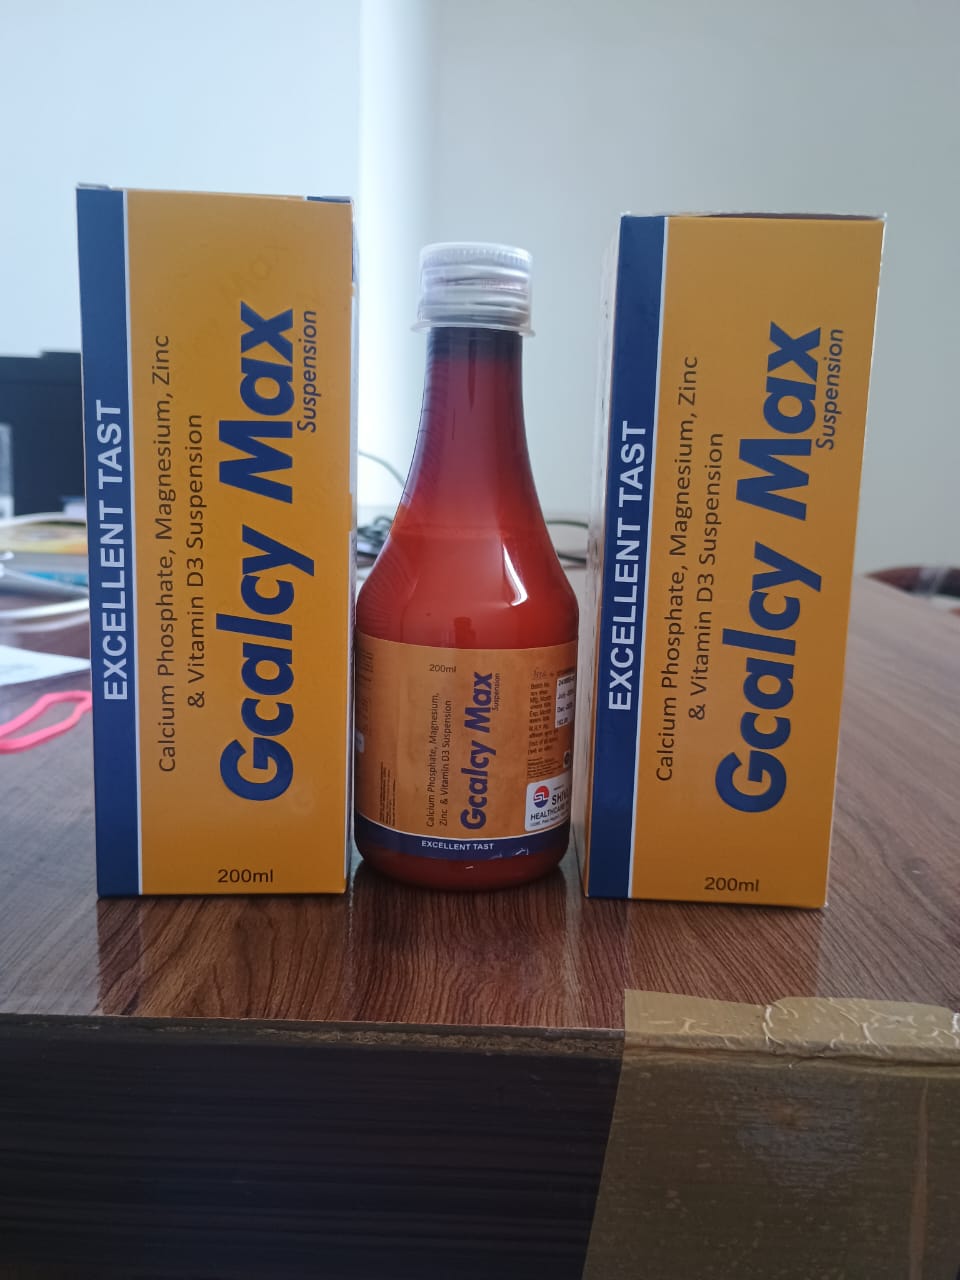 EXCELLENT TAST
Calcium Phosphate, Magnesium, Zinc
& Vitamin D3 Suspension
Gcalcy Max
Suspension
200ml
200ml
Calcium Phosphate, Magnesium,
Zinc & Vitamin D3 Suspension
Gcalcy Max
Suspension
EXCELLENT TAST
HEALTHCARE
EXCELLENT TAST
Calcium Phosphate, Magnesium, Zinc
& Vitamin D3 Suspension
Gcalcy Max
Suspension
200ml